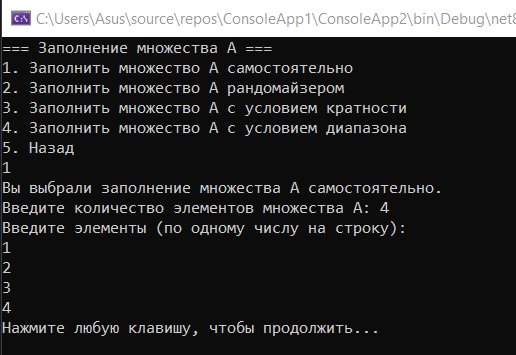 C:\Users\Asus\source\repos\ConsoleApp1\ConsoleApp2\bin\Debug\net8
=== Заполнение множества A ===
1. Заполнить множество A самостоятельно
2. Заполнить множество A рандомайзером
3. Заполнить множество A с условием кратности
4. Заполнить множество A с условием диапазона
5. Назад
1
Вы выбрали заполнение множества A самостоятельно.
Введите количество элементов множества A: 4
Введите элементы (по одному числу на строку):
1
2
3
4
Нажмите любую клавишу, чтобы продолжить...